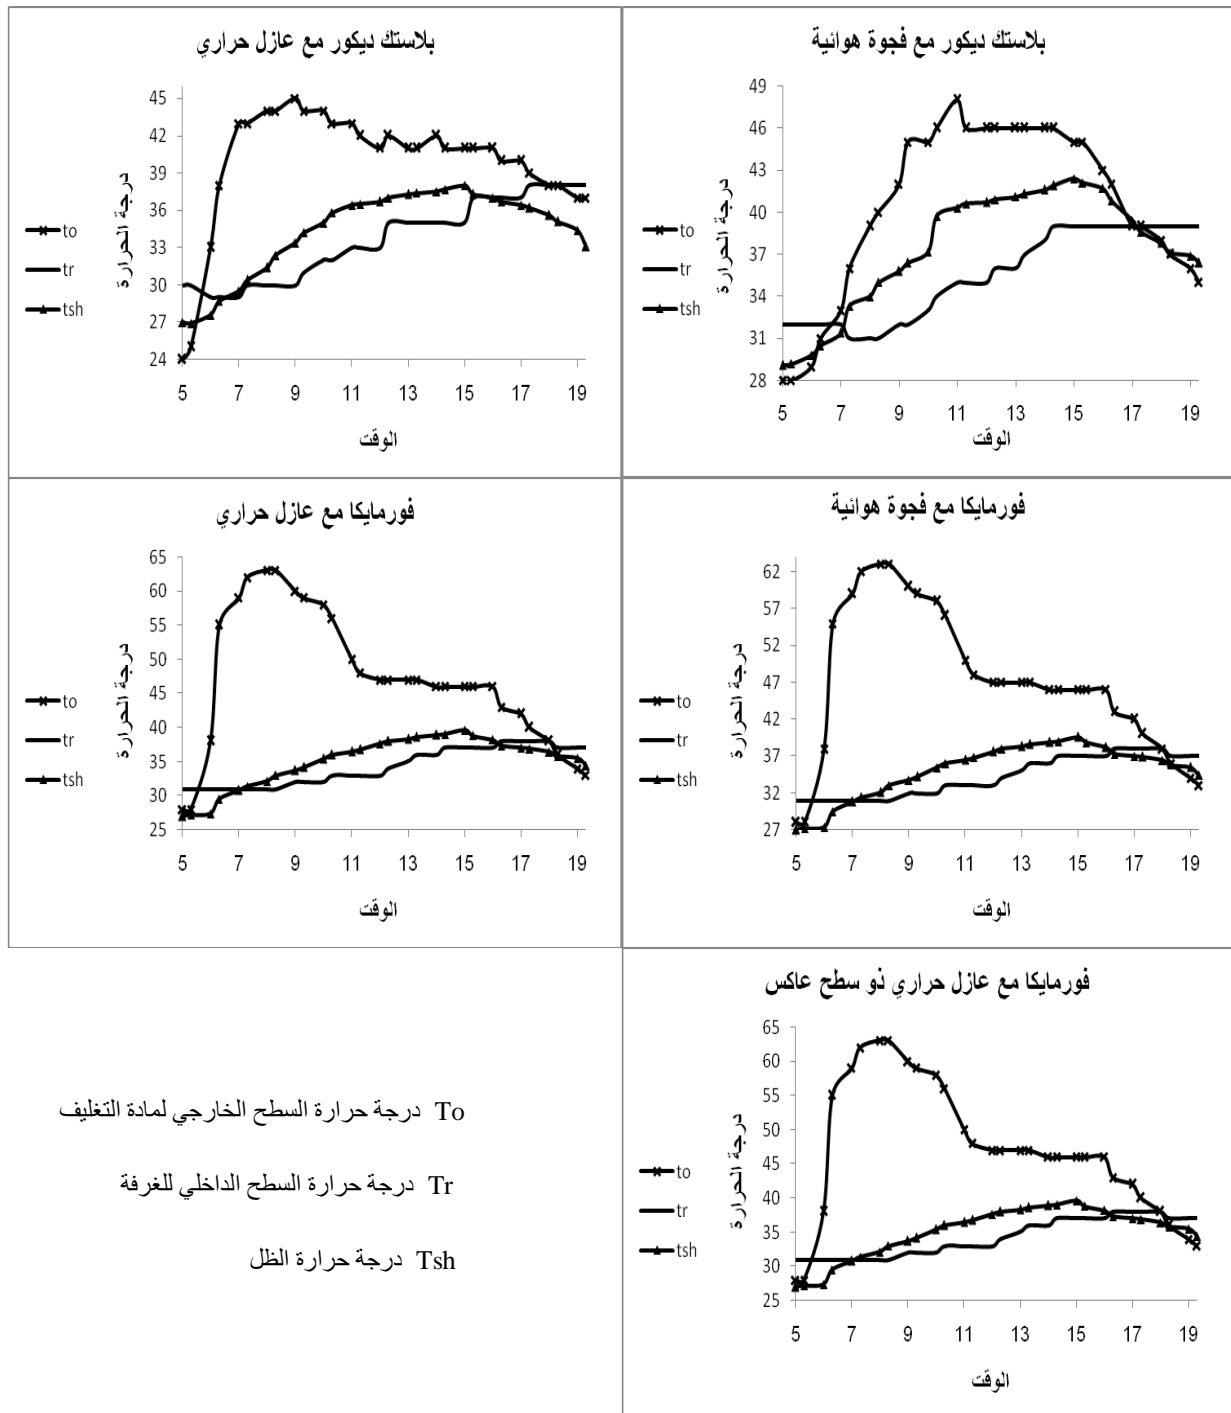 بلاستك ديكور مع فجوة هوائية
درجة الحرارة
49
46
43
40
37
34
31
28
5 7 9 11 13 15 17 19
الوقت
to
tr
tsh
بلاستك ديكور مع عازل حراري
درجة الحرارة
45
42
39
36
33
30
27
24
5 7 9 11 13 15 17 19
الوقت
to
tr
tsh
فورمايكا مع فجوة هوائية
درجة الحرارة
62
57
52
47
42
37
32
27
5 7 9 11 13 15 17 19
الوقت
to
tr
tsh
فورمايكا مع عازل حراري
درجة الحرارة
65
60
55
50
45
40
35
30
25
5 7 9 11 13 15 17 19
الوقت
to
tr
tsh
فورمايكا مع عازل حراري ذو سطح عاكس
درجة الحرارة
65
60
55
50
45
40
35
30
25
5 7 9 11 13 15 17 19
الوقت
to
tr
tsh
To درجة حرارة السطح الخارجي لمادة التغليف
Tr درجة حرارة السطح الداخلي للغرفة
Tsh درجة حرارة الظل